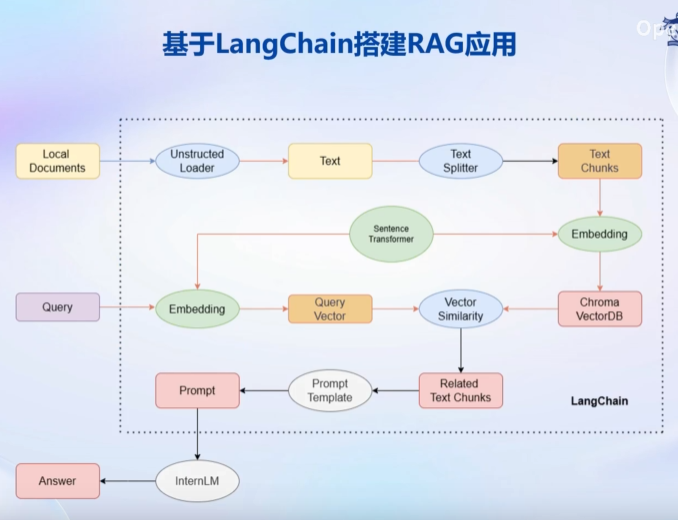 基于LangChain搭建RAG应用
Local
Documents
Unstructed
Loader
Text
Text
Splitter
Text
Chunks
Sentence
Transformer
Embedding
Query
Embedding
Query
Vector
Vector
Similarity
Chroma
VectorDB
Prompt
Prompt
Template
Related
Text Chunks
LangChain
Answer
InternLM